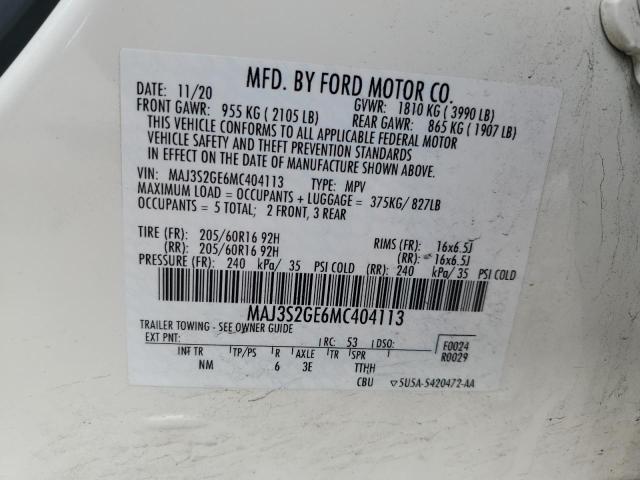 MFD. BY FORD MOTOR CO.
DATE: 11/20
GVWR: 1810 KG ( 3990 LB)
FRONT GAWR: 955 KG ( 2105 LB)
REAR GAWR: 865 KG ( 1907 LB)
THIS VEHICLE CONFORMS TO ALL APPLICABLE FEDERAL MOTOR
VEHICLE SAFETY AND THEFT PREVENTION STANDARDS
IN EFFECT ON THE DATE OF MANUFACTURE SHOWN ABOVE.
VIN: MAJ3S2GE6MC404113 TYPE: MPV
MAXIMUM LOAD = OCCUPANTS + LUGGAGE = 375KG/ 827LB
OCCUPANTS = 5 TOTAL; 2 FRONT, 3 REAR
TIRE (FR): 205/60R16 92H RIMS (FR): 16x6.5J
(RR): 205/60R16 92H (RR): 16x6.5J
PRESSURE (FR): 240 kPa/ 35 PSI COLD (RR): 240 kPa/ 35 PSI COLD
MAJ3S2GE6MC404113
TRAILER TOWING - SEE OWNER GUIDE
EXT PNT: RC: 53 DSO: F0024
R0029
INT TR TP/PS R AXLE TR SPR
NM 6 3E TTHH
CBU 5U5A-5420472-AA